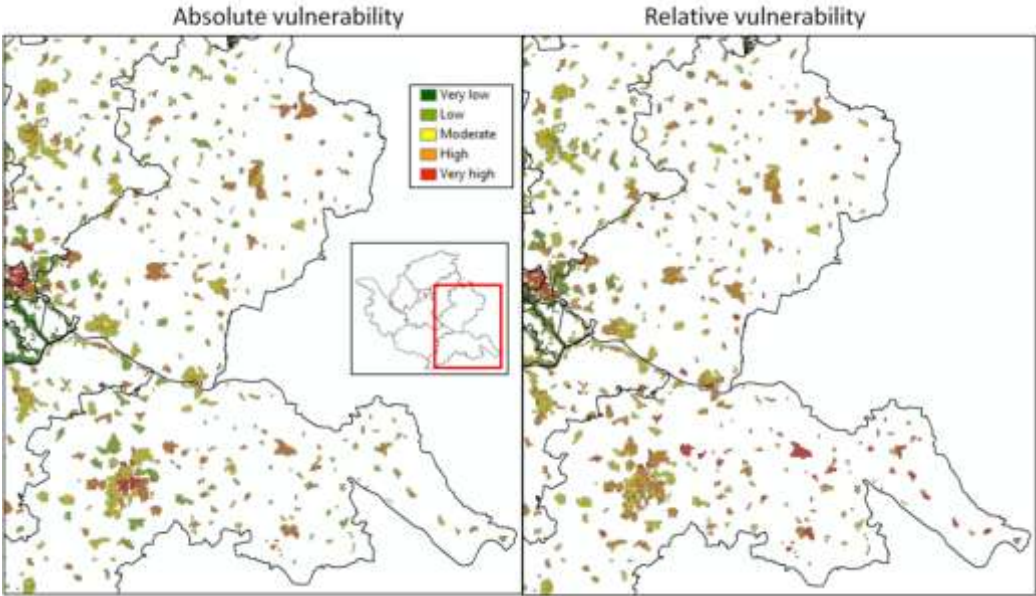 Absolute vulnerability
Relative vulnerability
Very low
Low
Moderate
High
Very high